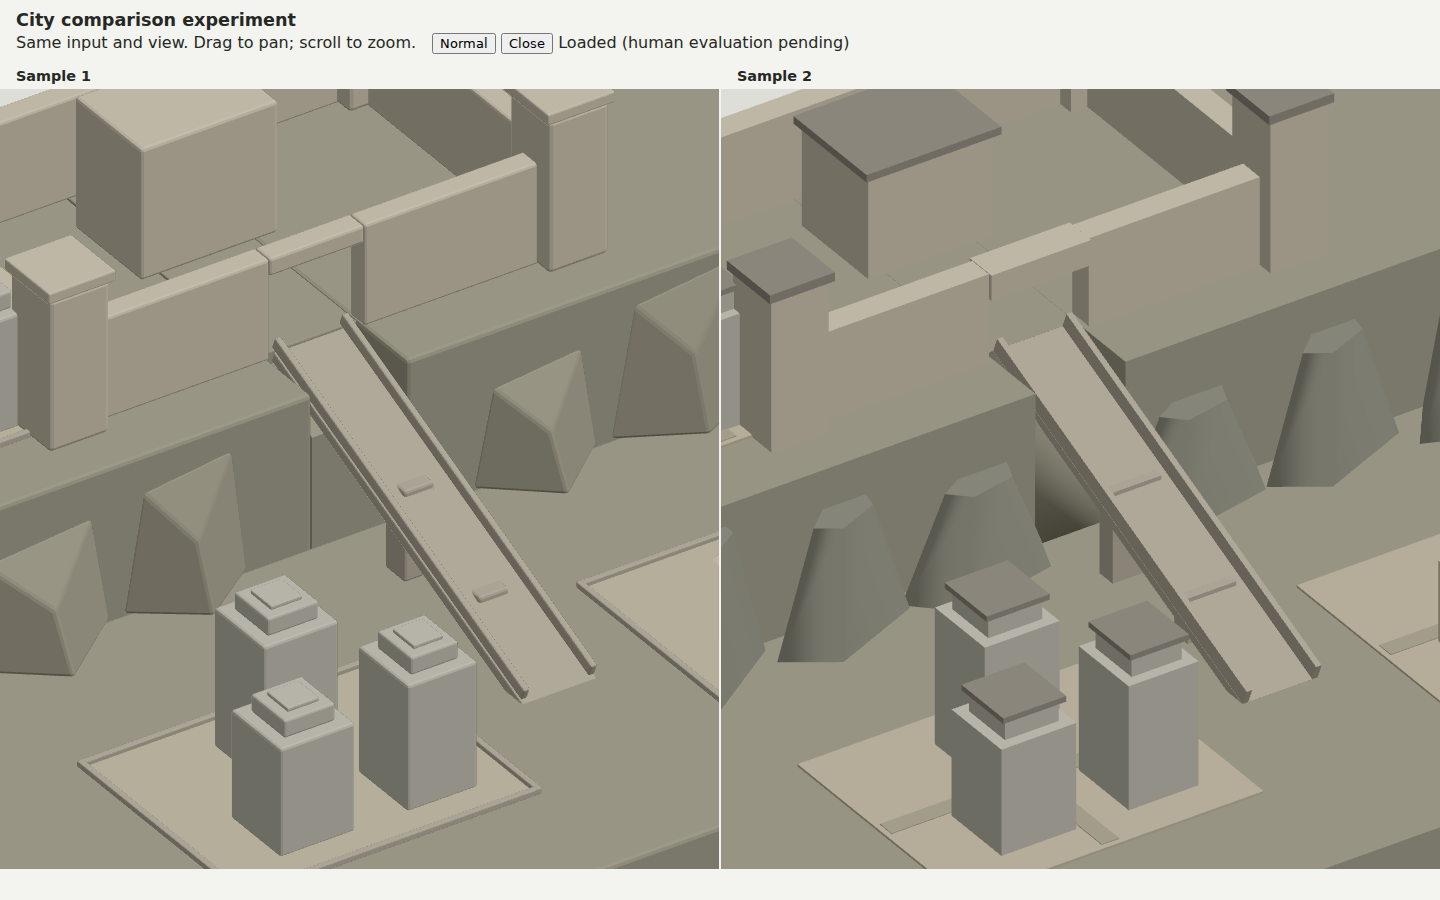 City comparison experiment
Same input and view. Drag to pan; scroll to zoom. Normal Close Loaded (human evaluation pending)
Sample 1 Sample 2